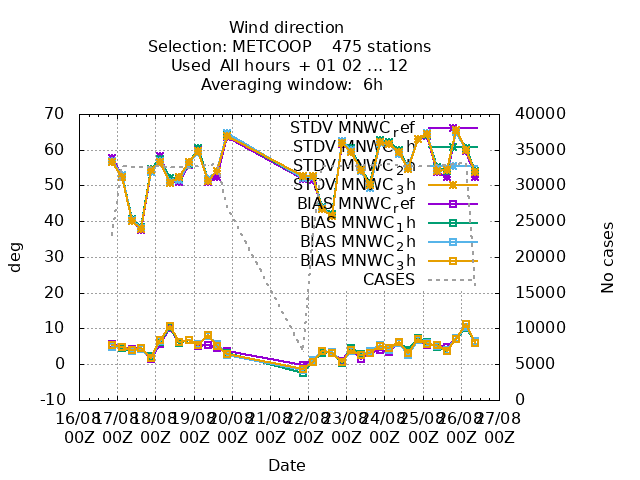 Wind direction
Selection: METCOOP 475 stations
Used All hours + 01 02 ... 12
Averaging window: 6h
70 40000
STDV MNWC_ref
60 35000
STDV MNWC_1h
STDV MNWC_2h
50 30000
STDV MNWC_3h
BIAS MNWC_ref
40 25000
BIAS MNWC_1h
BIAS MNWC_2h
30 20000
BIAS MNWC_3h
CASES
20 15000
10 10000
0 5000
-10 0
deg
No cases
16/08 17/08 18/08 19/08 20/08 21/08 22/08 23/08 24/08 25/08 26/08 27/08
00Z 00Z 00Z 00Z 00Z 00Z 00Z 00Z 00Z 00Z 00Z 00Z
Date